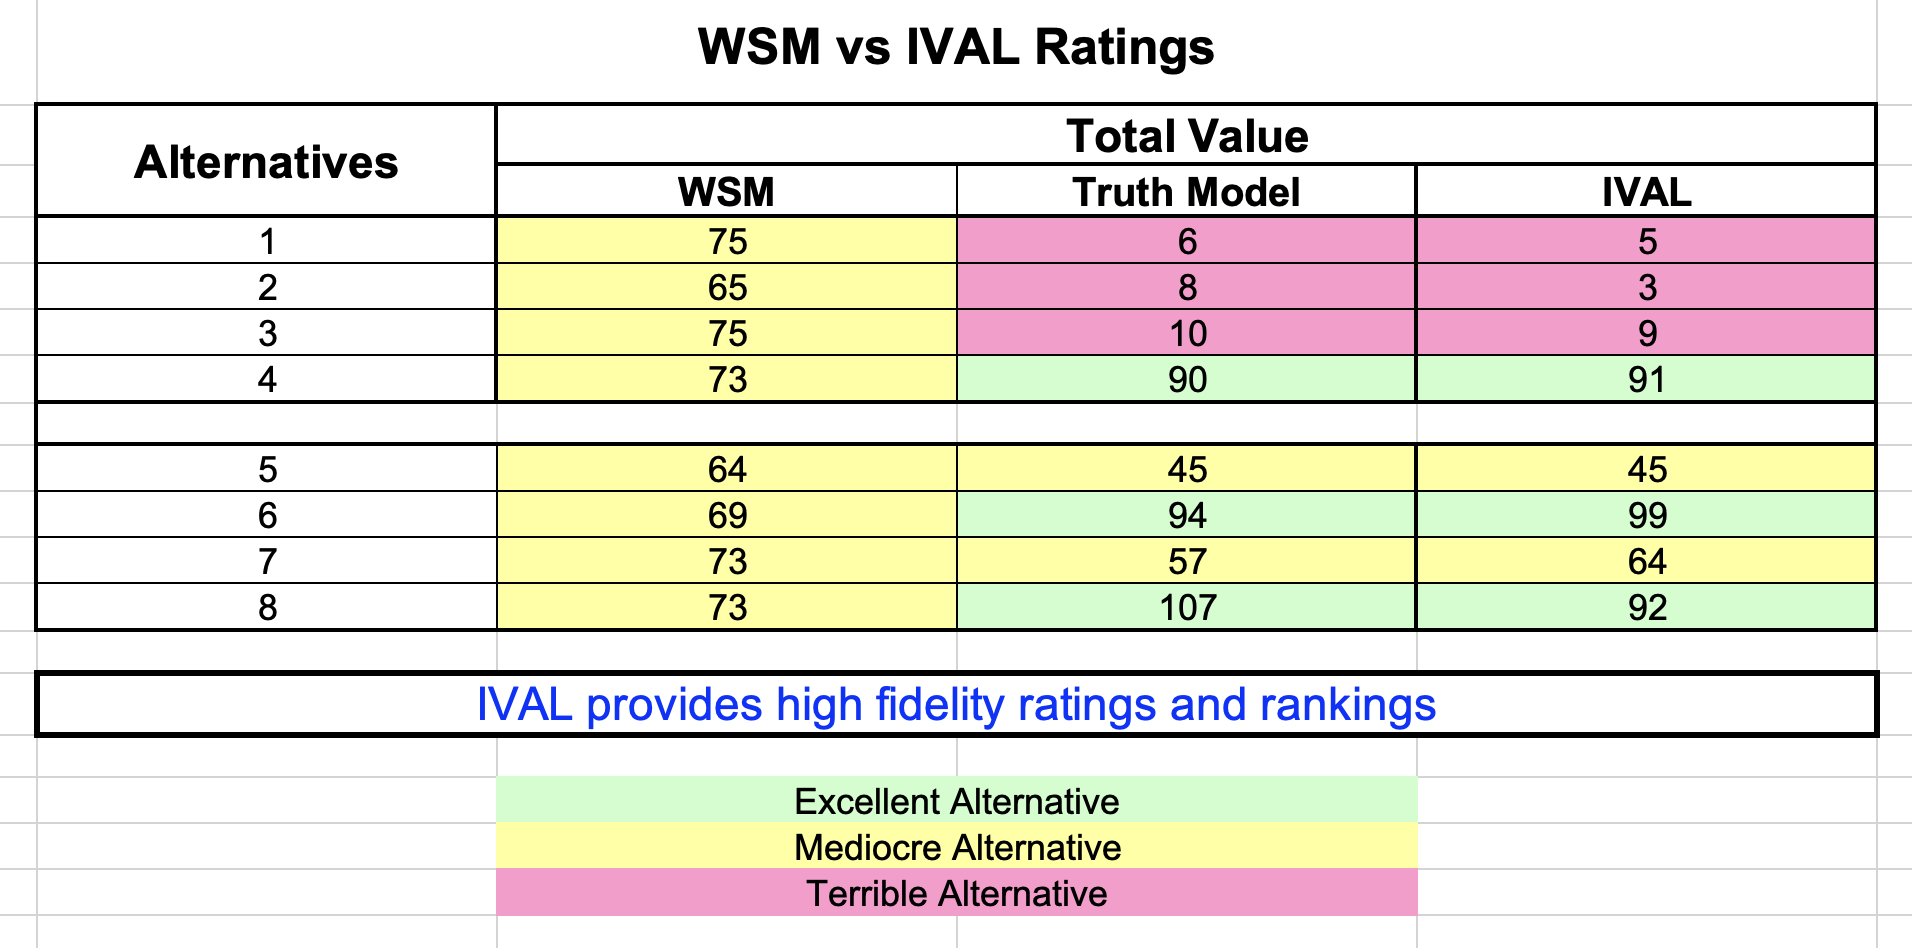 WSM vs IVAL Ratings
Alternatives
Total Value
WSM Truth Model IVAL
1 75 6 5
2 65 8 3
3 75 10 9
4 73 90 91
5 64 45 45
6 69 94 99
7 73 57 64
8 73 107 92
IVAL provides high fidelity ratings and rankings
Excellent Alternative
Mediocre Alternative
Terrible Alternative